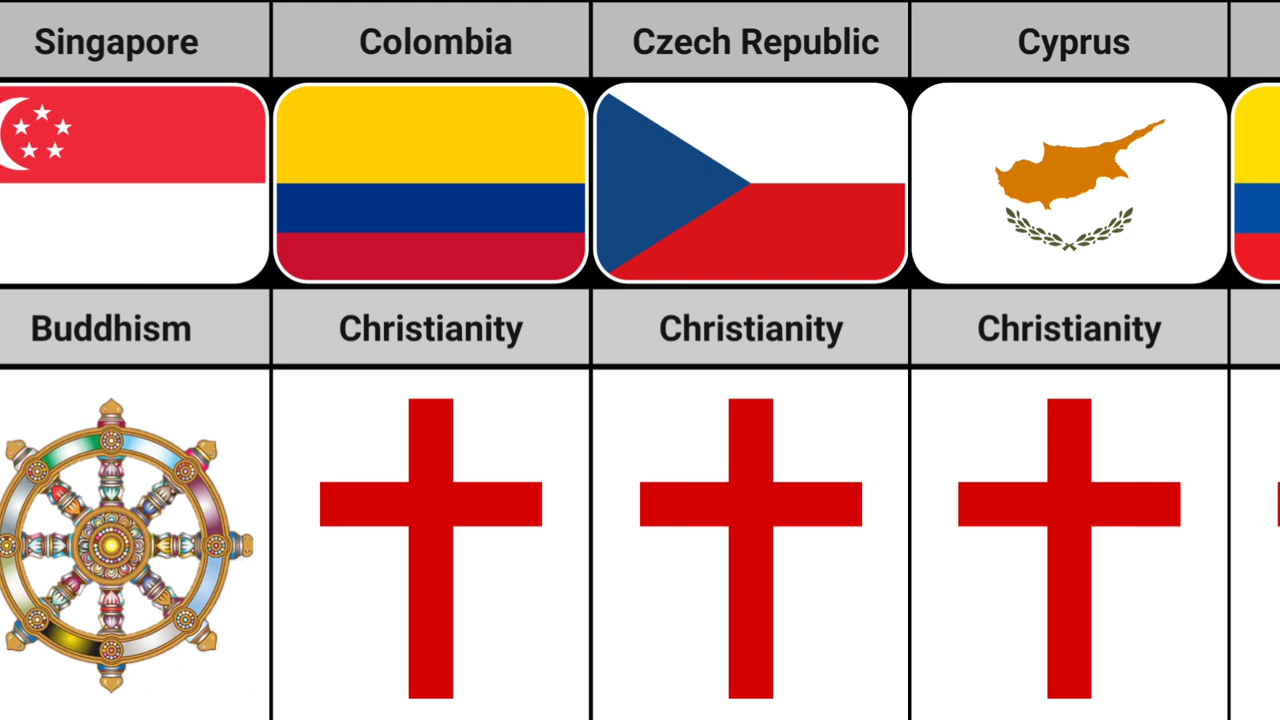 Singapore
Colombia
Czech Republic
Cyprus
Buddhism
Christianity
Christianity
Christianity